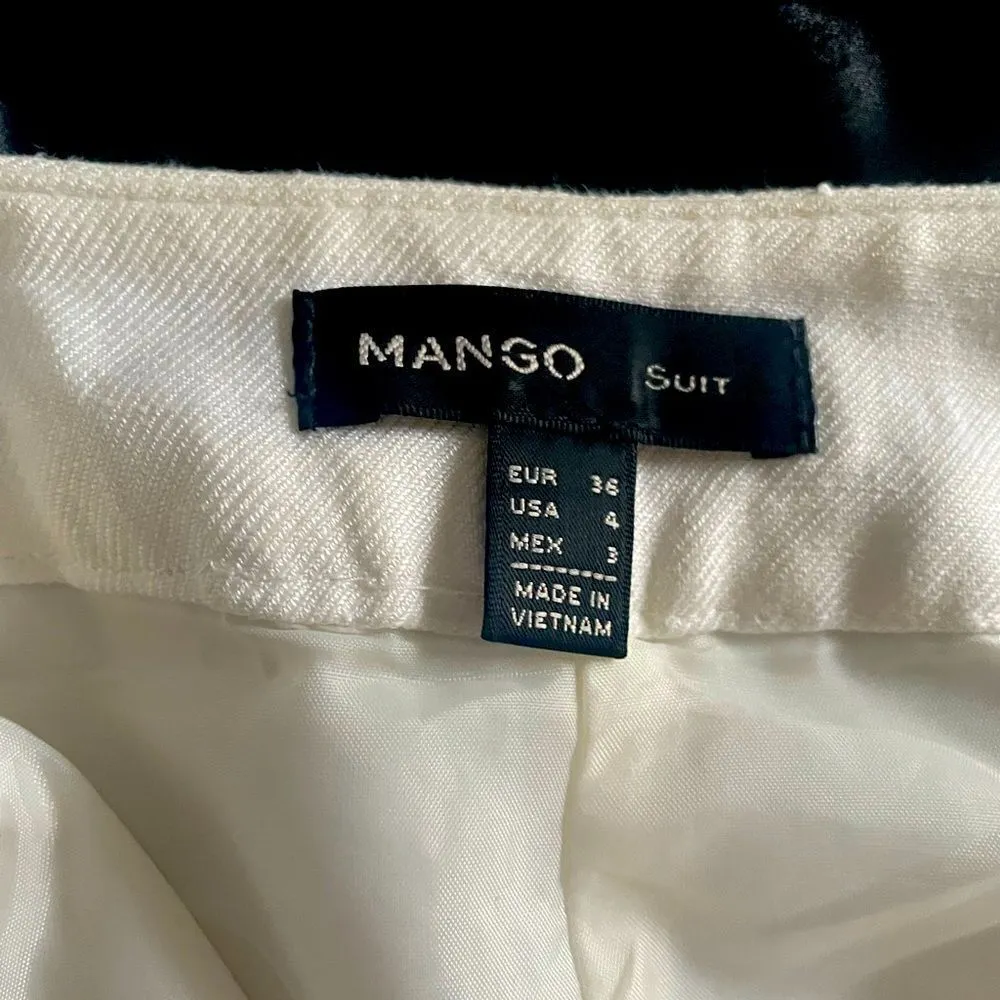 MANGO SUIT
EUR 36
USA 4
MEX 3
MADE IN
VIETNAM